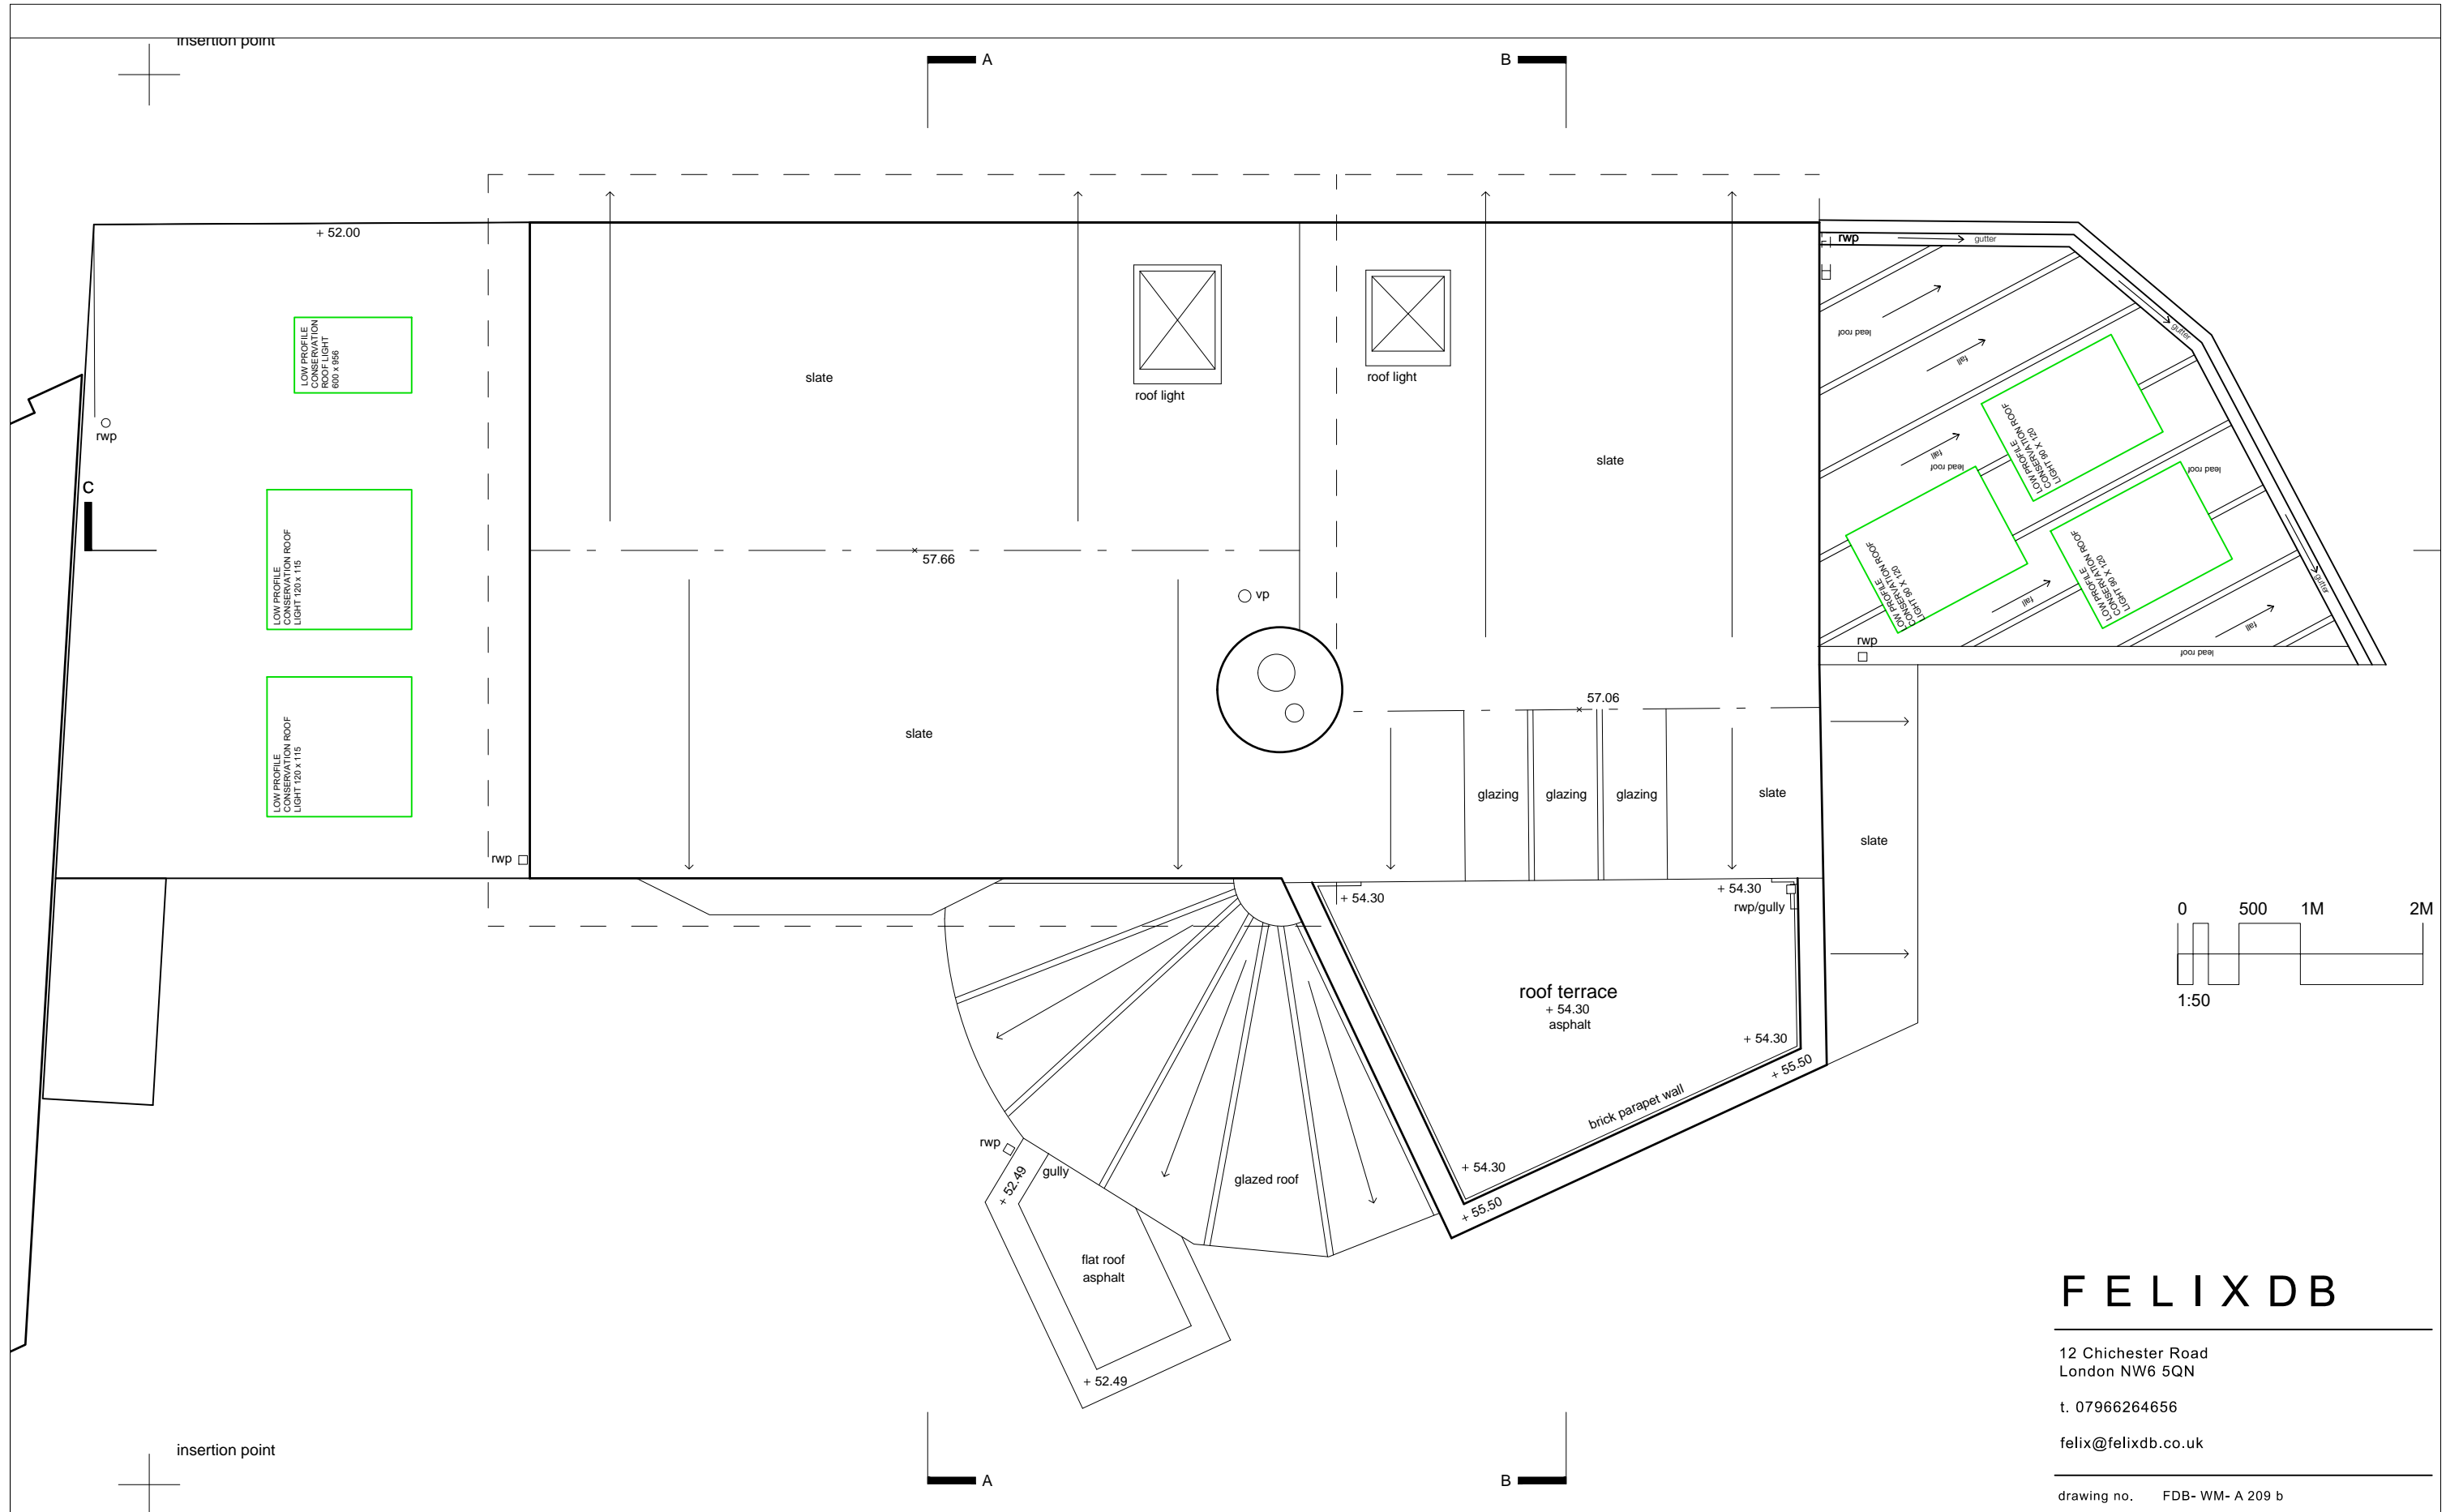 insertion point
A
B
+ 52.00
rwp
gutter
LOW PROFILE
CONSERVATION
ROOF LIGHT
600 x 956
lead roof
gutter
fall
slate
roof light
roof light
rwp
slate
LOW PROFILE
CONSERVATION ROOF
LIGHT 90 X 120
fall
lead roof
lead roof
C
LOW PROFILE
CONSERVATION ROOF
LIGHT 120 x 115
57.66
LOW PROFILE
CONSERVATION ROOF
LIGHT 90 X 120
LOW PROFILE
CONSERVATION ROOF
LIGHT 90 X 120
gutter
vp
fall
fall
rwp
lead roof
57.06
LOW PROFILE
CONSERVATION ROOF
LIGHT 120 x 115
slate
glazing
glazing
glazing
slate
slate
rwp
+ 54.30
+ 54.30
rwp/gully
0 500 1M 2M
1:50
roof terrace
+ 54.30
asphalt
+ 54.30
+ 55.50
brick parapet wall
rwp
gully
+ 52.49
+ 54.30
glazed roof
+ 55.50
flat roof
asphalt
+ 52.49
FELIXDB
12 Chichester Road
London NW6 5QN
t. 07966264656
felix@felixdb.co.uk
insertion point
A
B
drawing no. FDB- WM- A 209 b